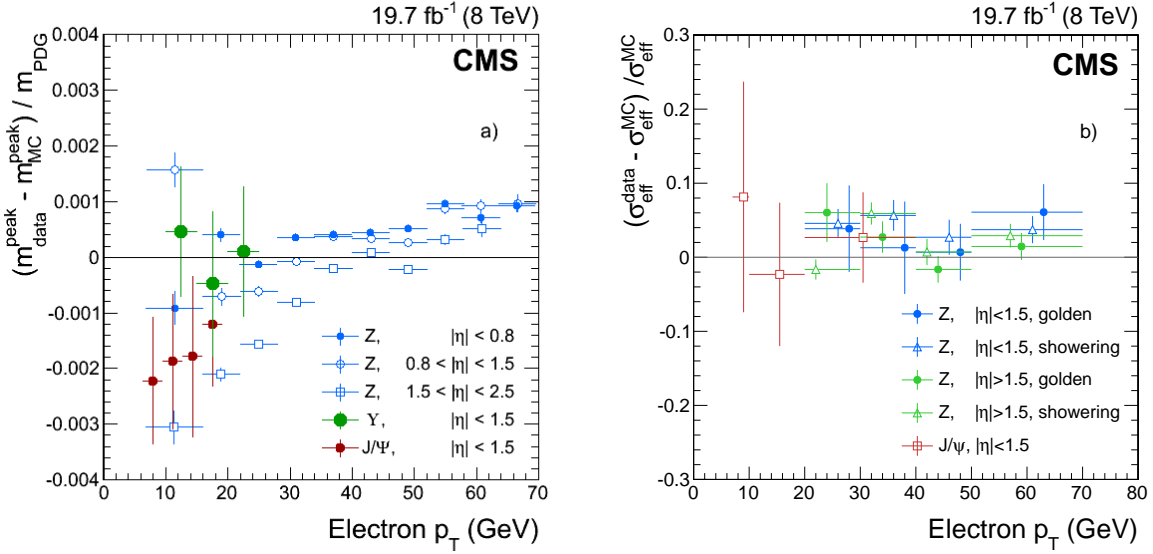 19.7 fb⁻¹ (8 TeV)
CMS
a)
(m_data^peak - m_MC^peak) / m_PDG
0.004
0.003
0.002
0.001
0
-0.001
-0.002
-0.003
-0.004
Z, |η| < 0.8
Z, 0.8 < |η| < 1.5
Z, 1.5 < |η| < 2.5
ϒ, |η| < 1.5
J/Ψ, |η| < 1.5
0 10 20 30 40 50 60 70
Electron p_T (GeV)
19.7 fb⁻¹ (8 TeV)
CMS
b)
(σ_eff^data - σ_eff^MC) /σ_eff^MC
0.3
0.2
0.1
0
-0.1
-0.2
-0.3
Z, |η|<1.5, golden
Z, |η|<1.5, showering
Z, |η|>1.5, golden
Z, |η|>1.5, showering
J/ψ, |η|<1.5
0 10 20 30 40 50 60 70 80
Electron p_T (GeV)